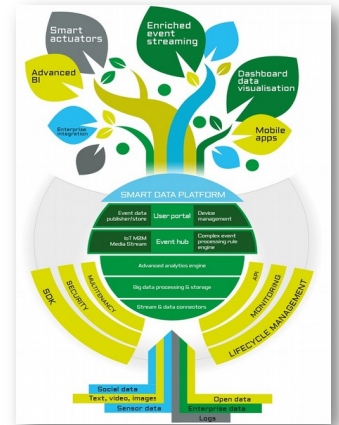 Smart
actuators
Enriched
event
streaming
Advanced
BI
Dashboard
data
visualisation
Enterprise
integration
Mobile
apps
SMART DATA PLATFORM
Event data
publisher/store
User portal
Device
management
IoT M2M
Media Stream
Event hub
Complex event
processing rule
engine
Advanced analytics engine
Big data processing & storage
Stream & data connectors
SDK
SECURITY
MULTITENANCY
API
MONITORING
LIFECYCLE MANAGEMENT
Social data
Text, video, images
Sensor data
Open data
Enterprise data
Logs